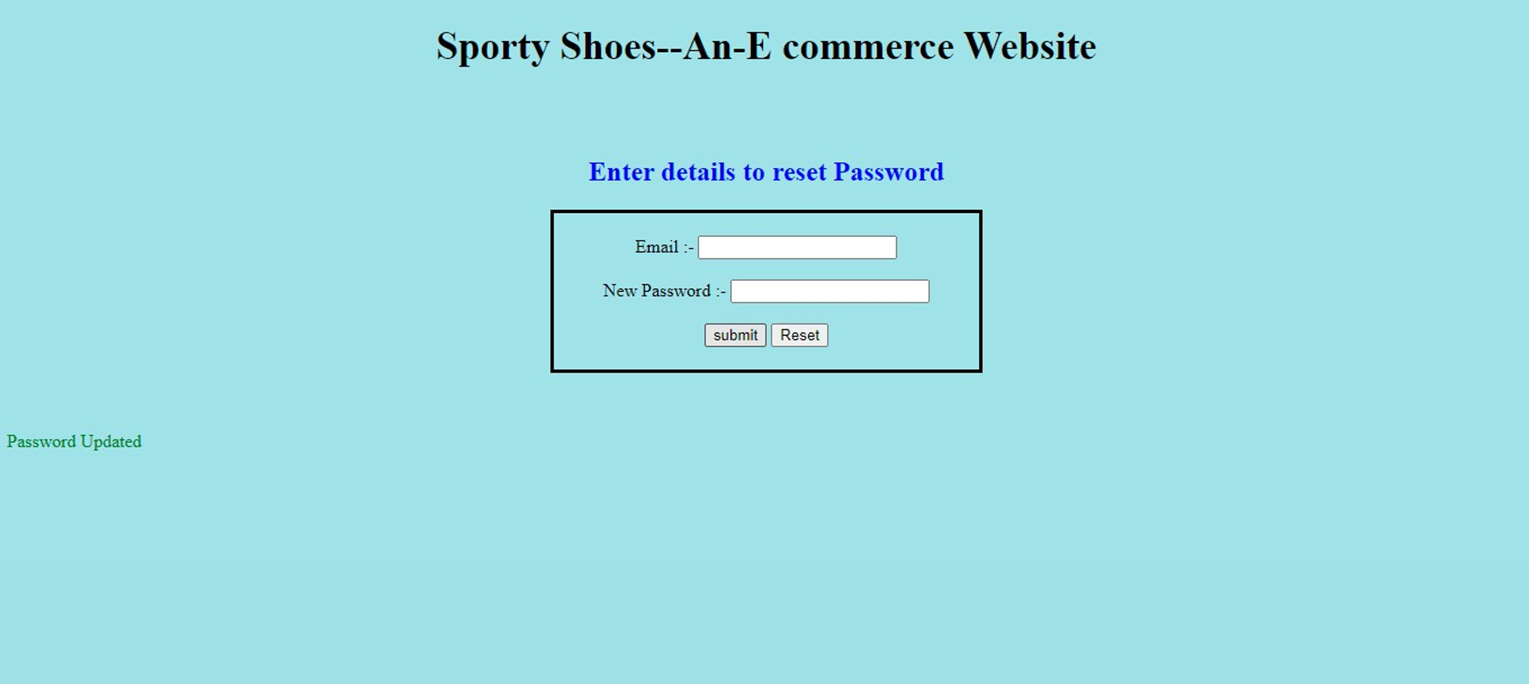 Sporty Shoes--An-E commerce Website
Enter details to reset Password
Email :-
New Password :-
submit Reset
Password Updated